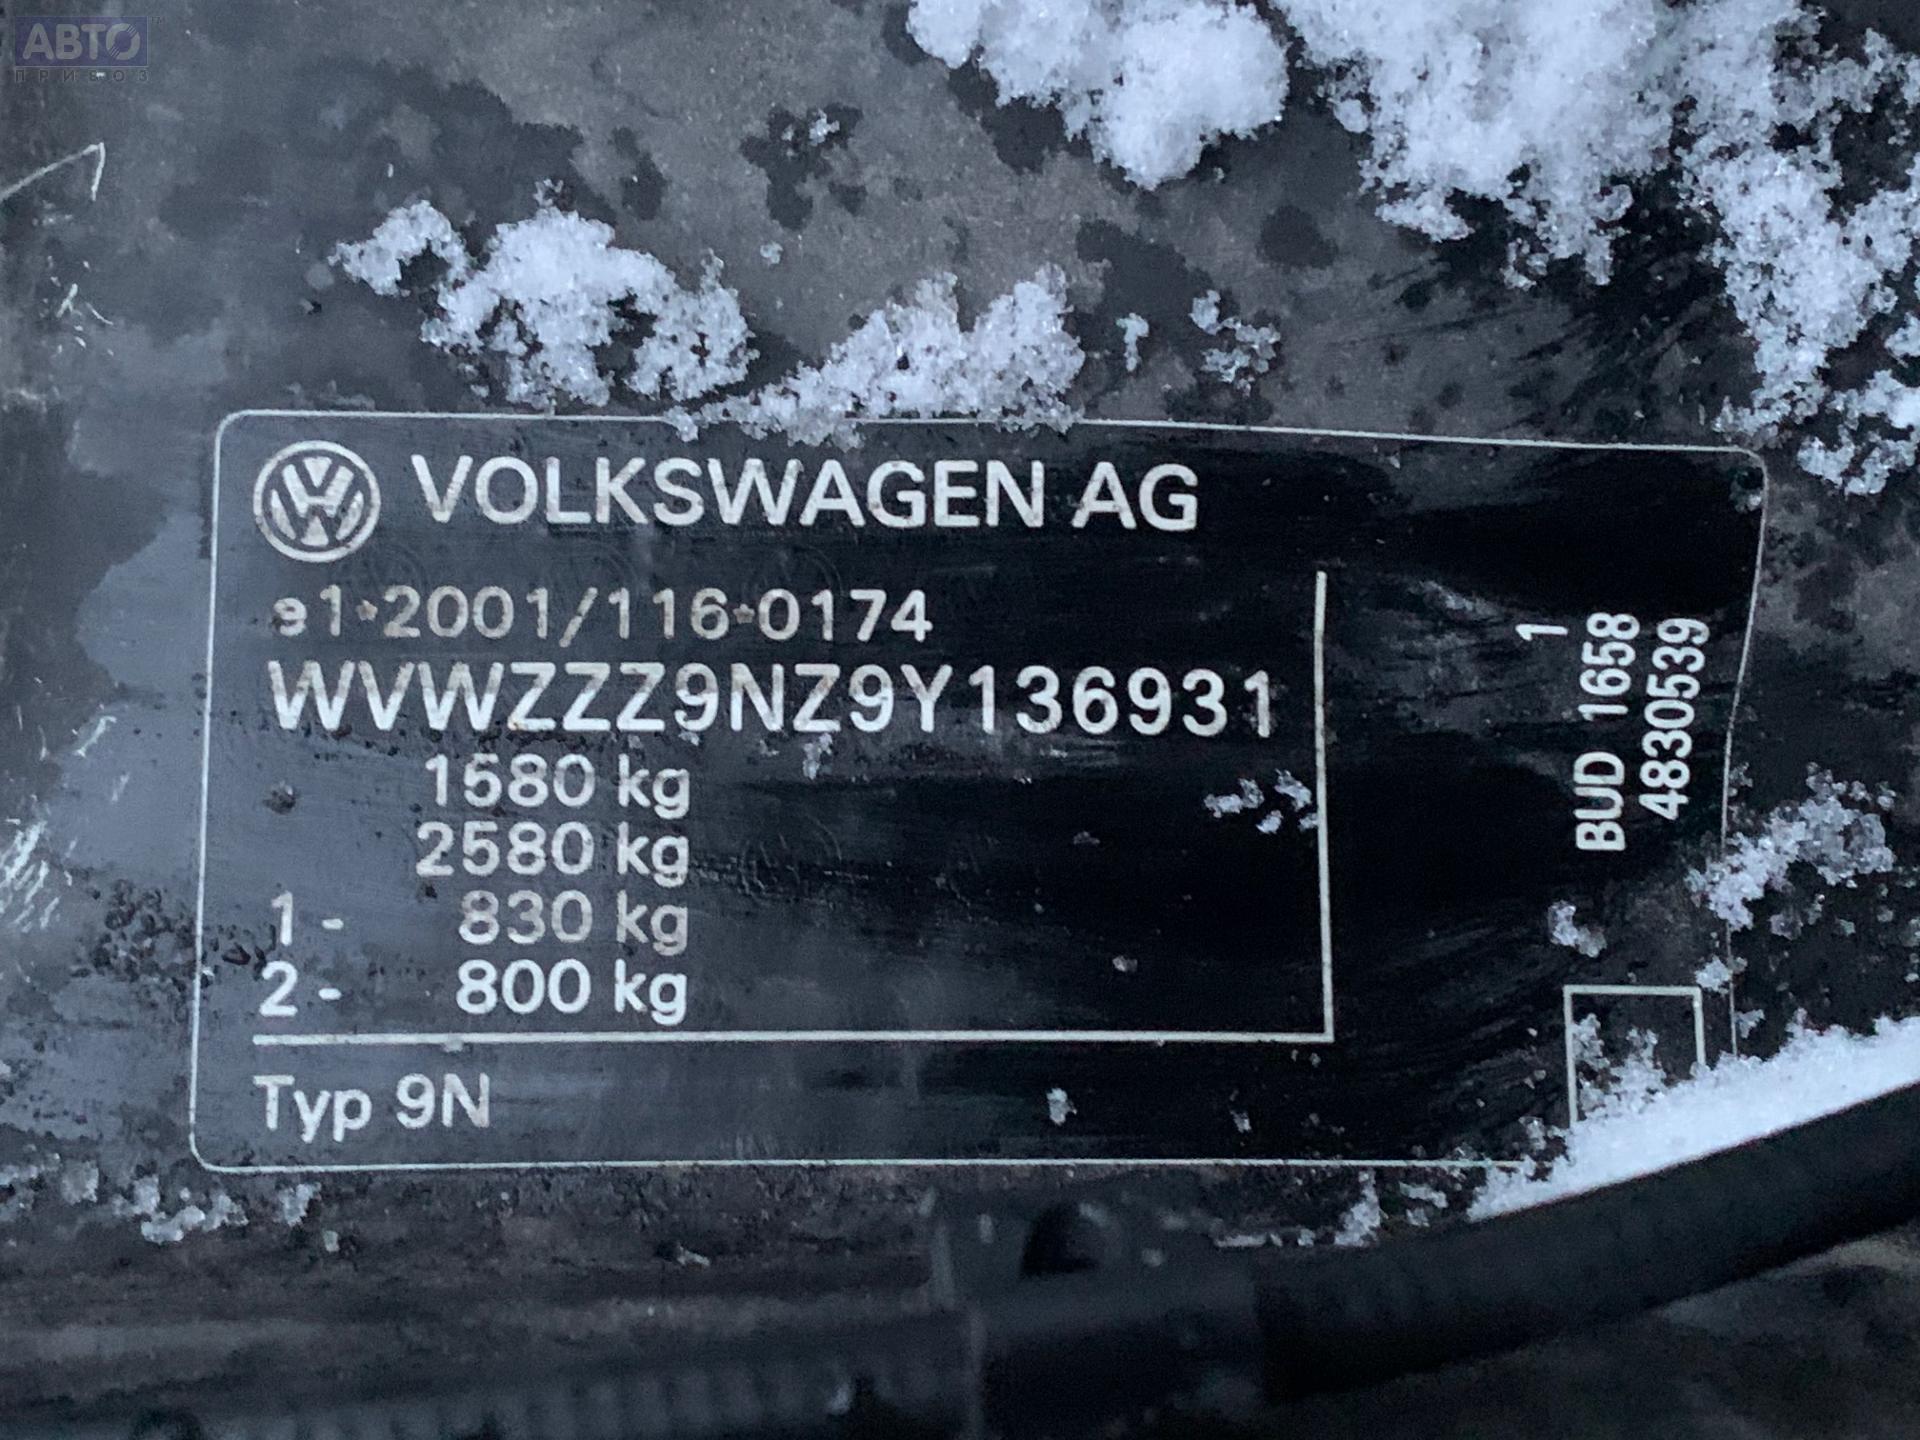 АВТО™
ПРИВОЗ
VOLKSWAGEN AG
e1*2001/116*0174
WVWZZZ9NZ9Y136931
1580 kg
2580 kg
1 - 830 kg
2 - 800 kg
Typ 9N
1
BUD 1658
4830539